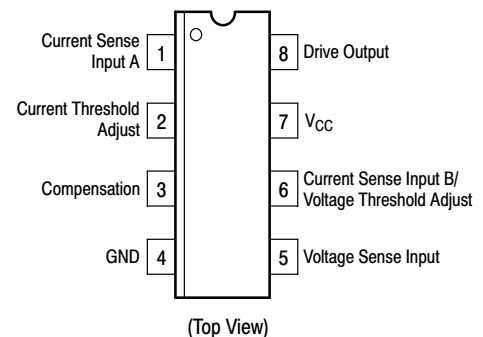 Current Sense
Input A
1
8
Drive Output
Current Threshold
Adjust
2
7
VCC
Compensation
3
6
Current Sense Input B/
Voltage Threshold Adjust
GND
4
5
Voltage Sense Input
(Top View)